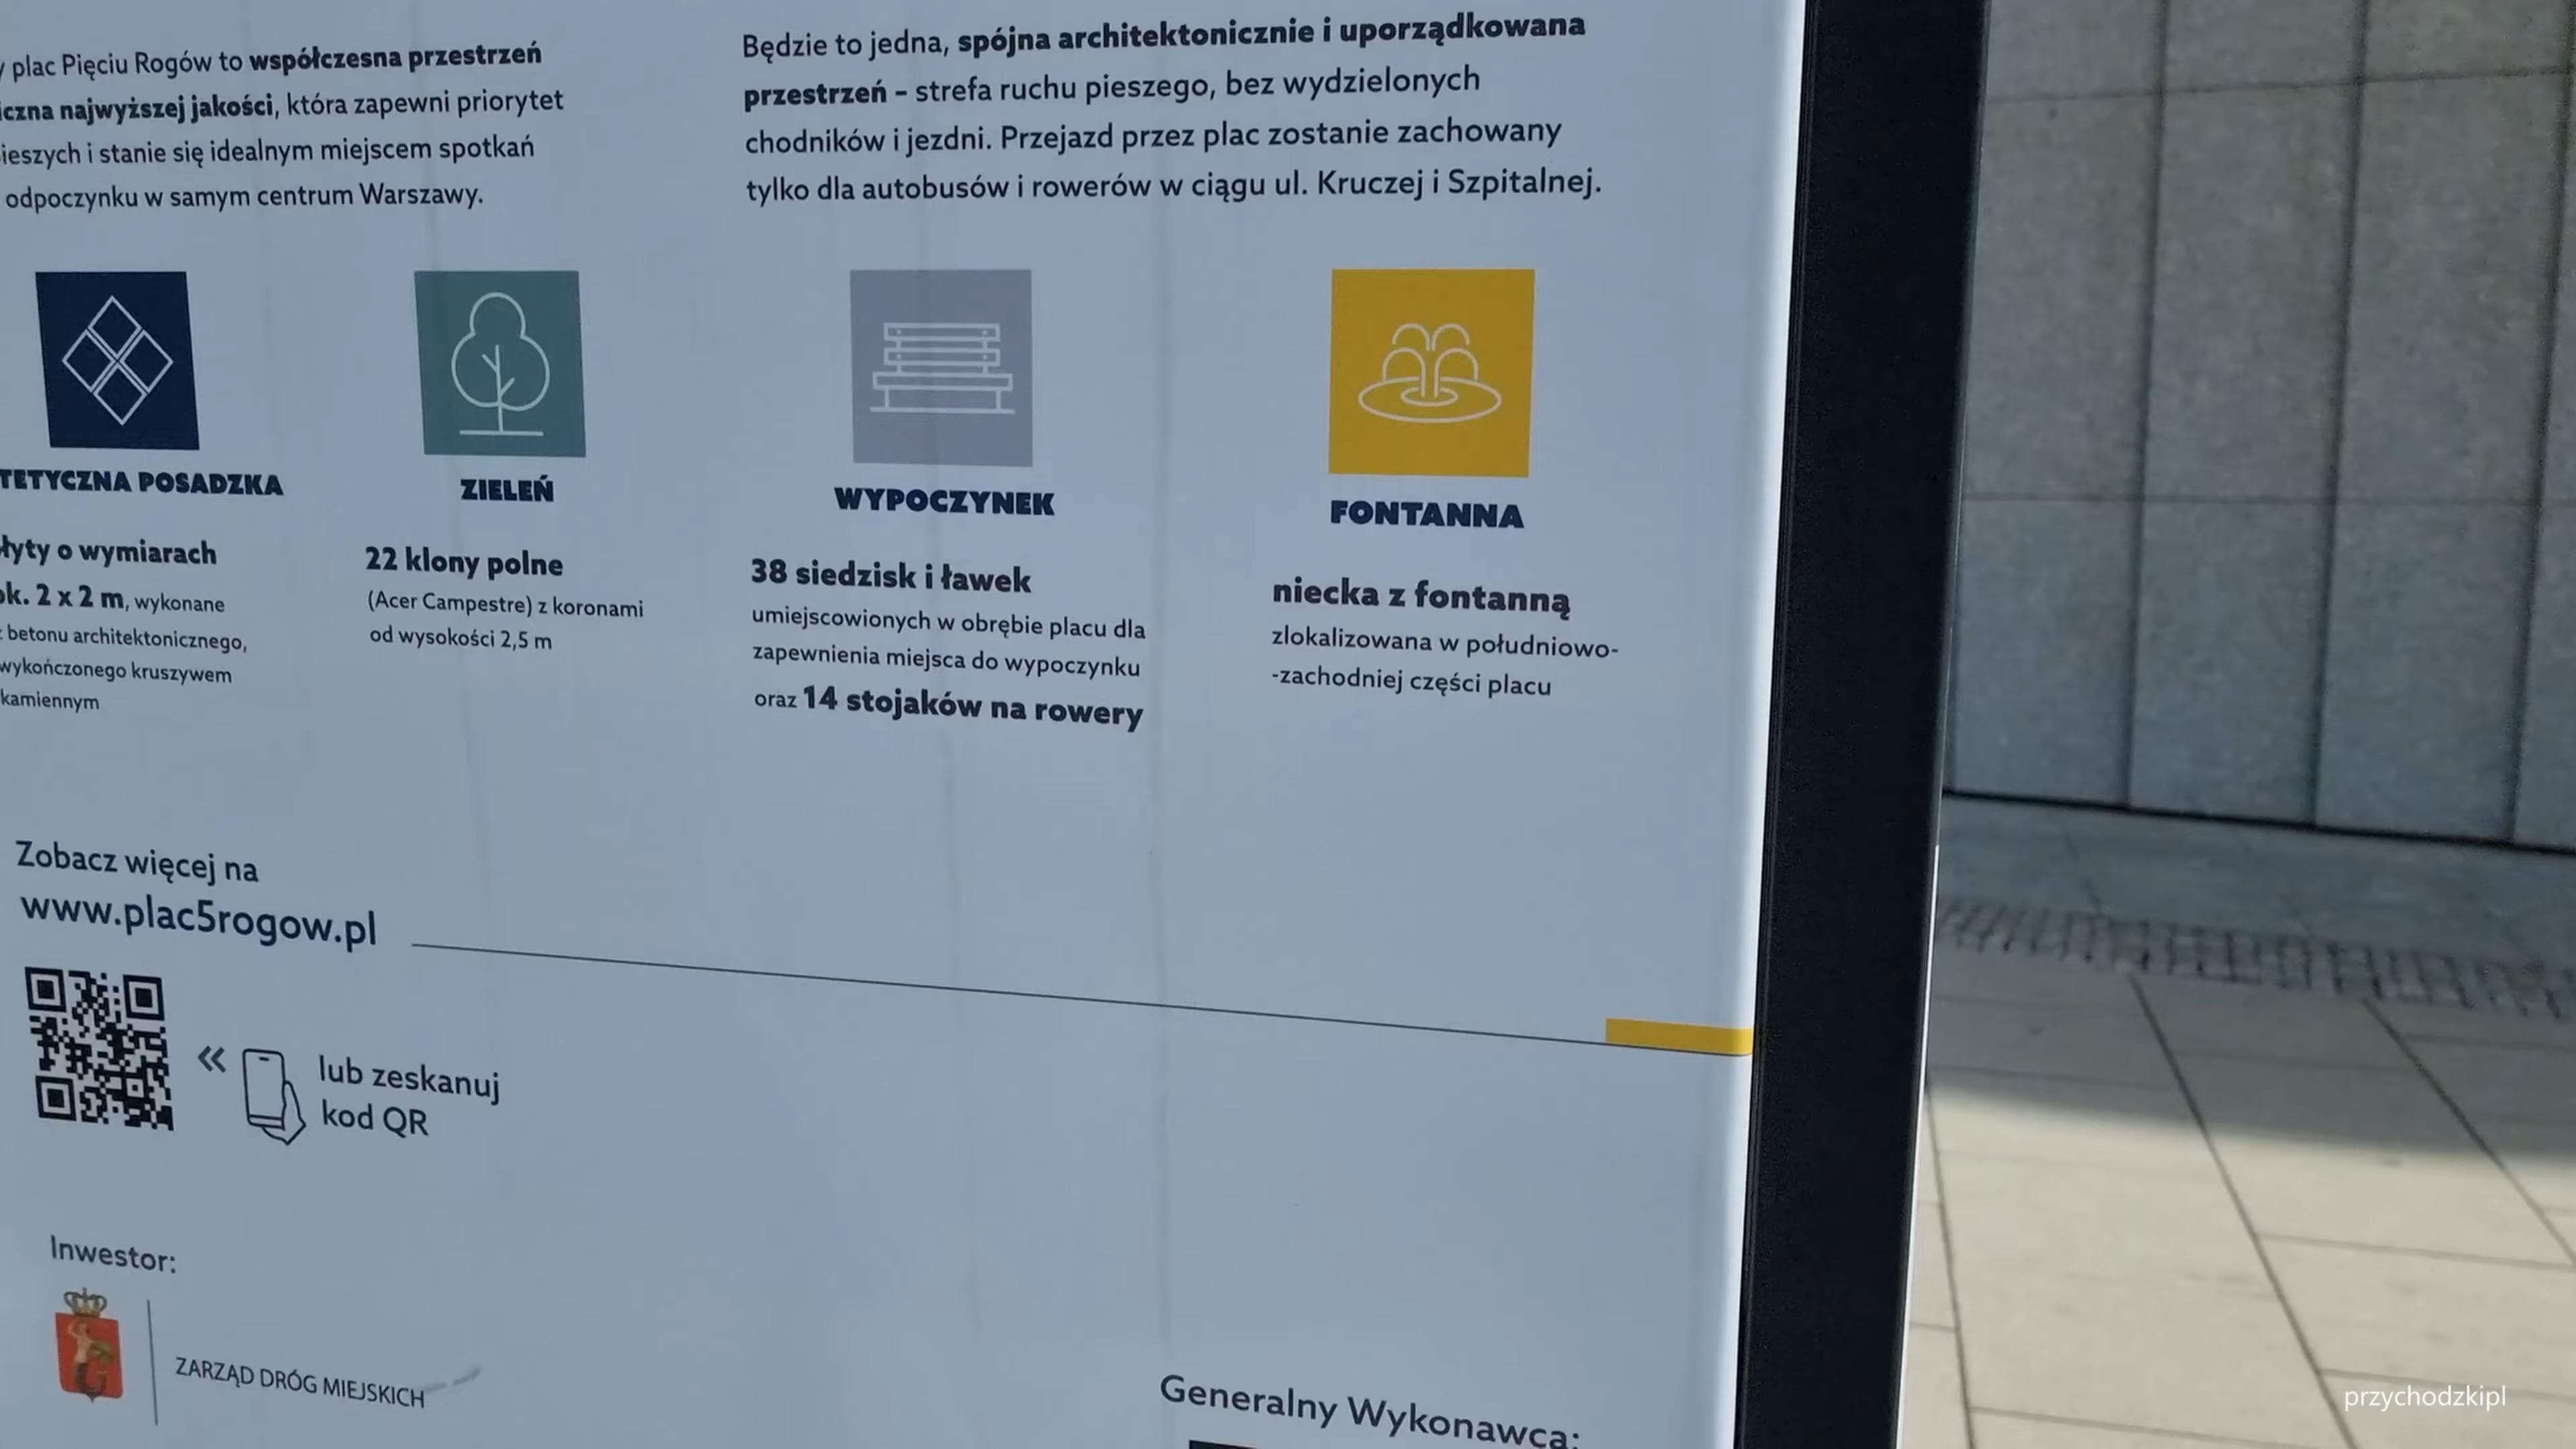 plac Pięciu Rogów to współczesna przestrzeń
najwyższej jakości, która zapewni priorytet
i stanie się idealnym miejscem spotkań
odpoczynku w samym centrum Warszawy.
Będzie to jedna, spójna architektonicznie i uporządkowana
przestrzeń – strefa ruchu pieszego, bez wydzielonych
chodników i jezdni. Przejazd przez plac zostanie zachowany
tylko dla autobusów i rowerów w ciągu ul. Kruczej i Szpitalnej.
POSADZKA
o wymiarach
2 x 2 m, wykonane
betonu architektonicznego,
wykończonego kruszywem
kamiennym
ZIELEŃ
22 klony polne
(Acer Campestre) z koronami
od wysokości 2,5 m
WYPOCZYNEK
38 siedzisk i ławek
umiejscowionych w obrębie placu dla
zapewnienia miejsca do wypoczynku
oraz 14 stojaków na rowery
FONTANNA
niecka z fontanną
zlokalizowana w południowo-
-zachodniej części placu
Zobacz więcej na
www.plac5rogow.pl
« lub zeskanuj
kod QR
Inwestor:
ZARZĄD DRÓG MIEJSKICH
Generalny Wykonawca:
przychodzkipl